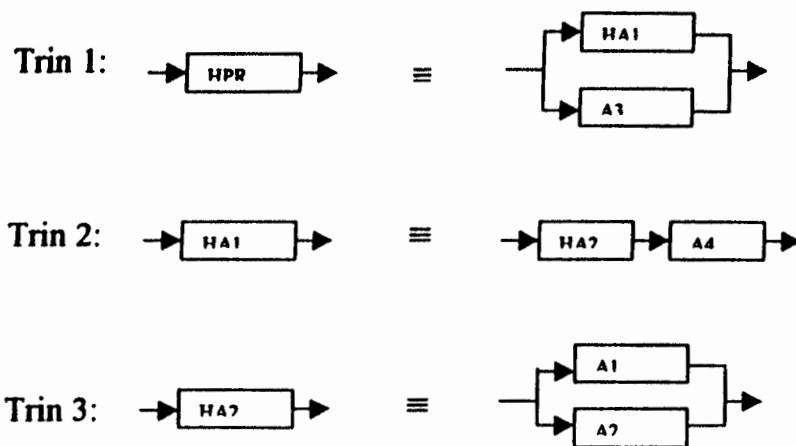 Trin 1: HPR ≡ HA1
A3
Trin 2: HA1 ≡ HA2 A4
Trin 3: HA2 ≡ A1
A2